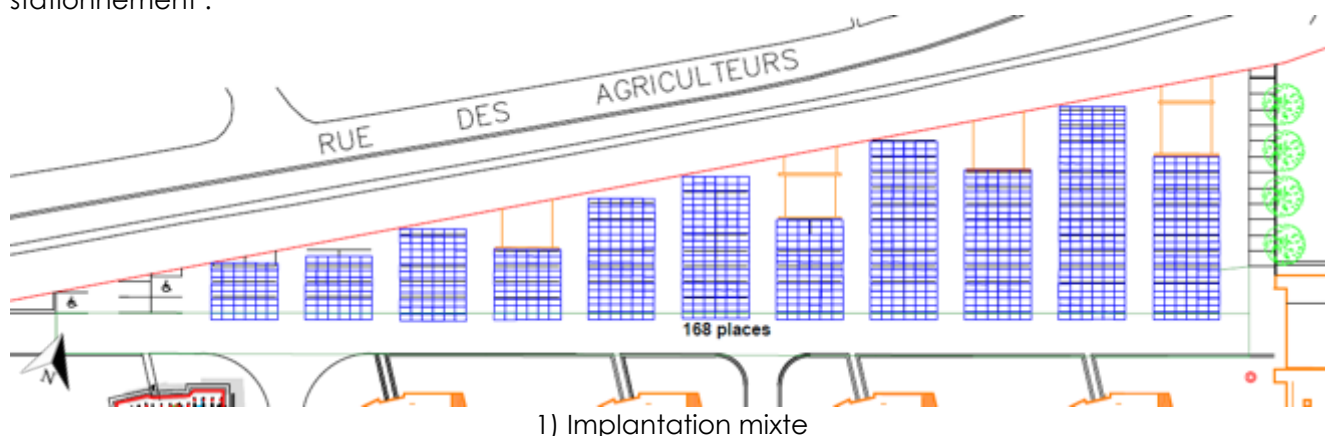 stationnement :
RUE DES AGRICULTEURS
168 places
N
1) Implantation mixte